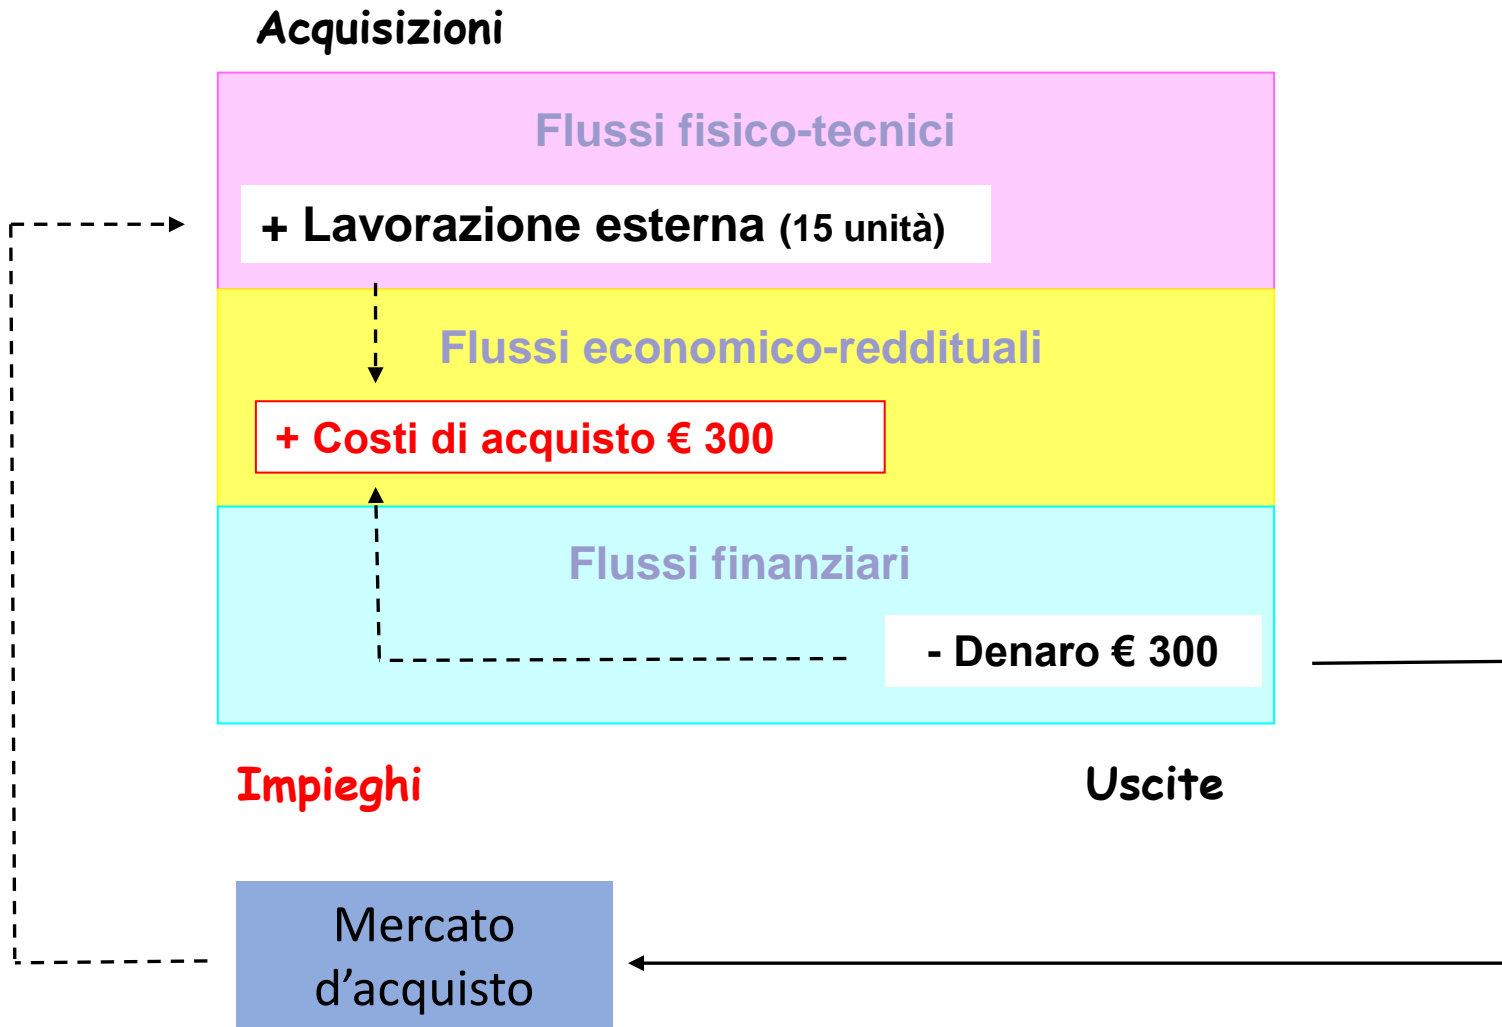 Acquisizioni
Flussi fisico-tecnici
+ Lavorazione esterna (15 unità)
Flussi economico-reddituali
+ Costi di acquisto € 300
Flussi finanziari
- Denaro € 300
Impieghi
Uscite
Mercato
d’acquisto